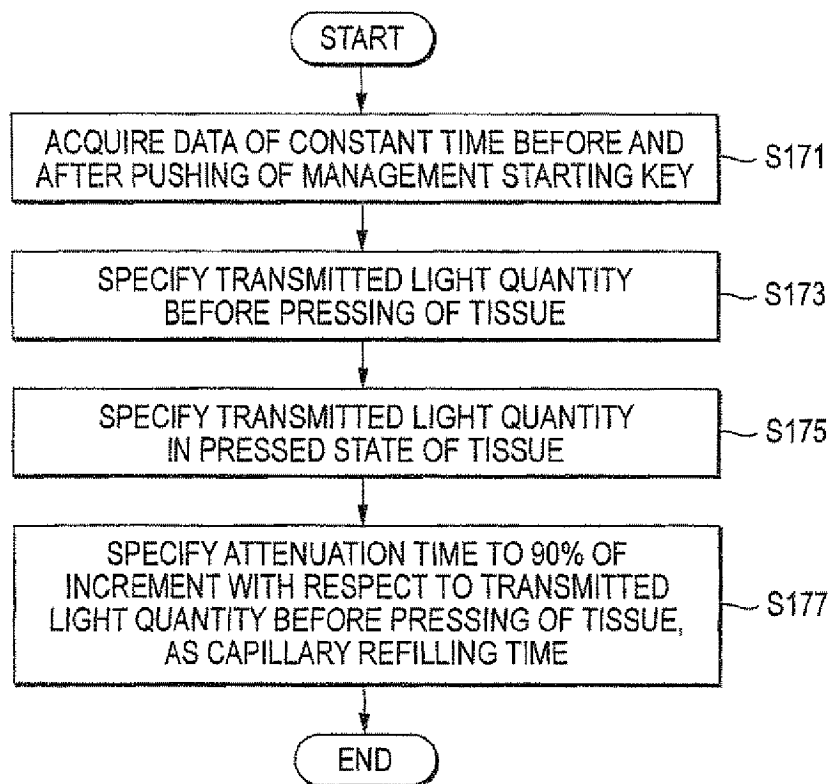 START
ACQUIRE DATA OF CONSTANT TIME BEFORE AND
AFTER PUSHING OF MANAGEMENT STARTING KEY
S171
SPECIFY TRANSMITTED LIGHT QUANTITY
BEFORE PRESSING OF TISSUE
S173
SPECIFY TRANSMITTED LIGHT QUANTITY
IN PRESSED STATE OF TISSUE
S175
SPECIFY ATTENUATION TIME TO 90% OF
INCREMENT WITH RESPECT TO TRANSMITTED
LIGHT QUANTITY BEFORE PRESSING OF TISSUE,
AS CAPILLARY REFILLING TIME
S177
END